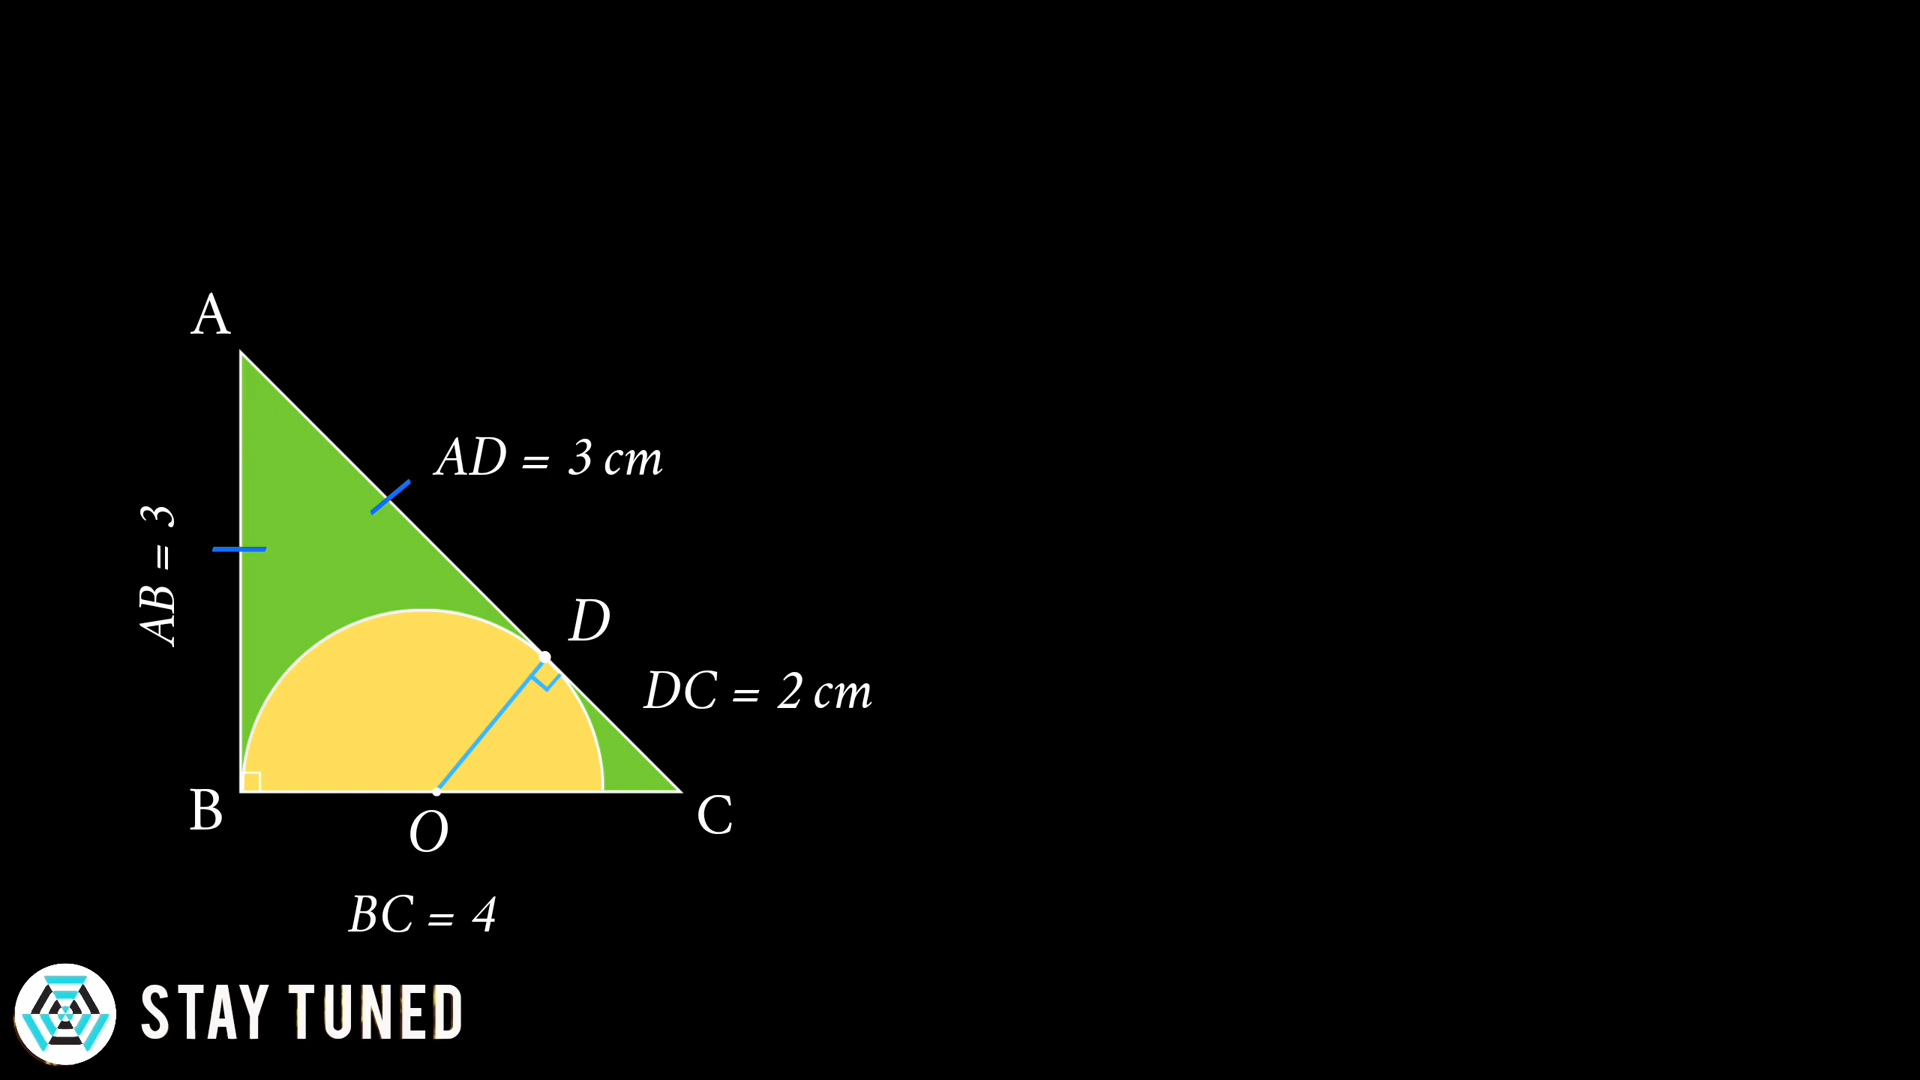 A
AD = 3 cm
AB = 3
D
DC = 2 cm
B
O
C
BC = 4
STAY TUNED